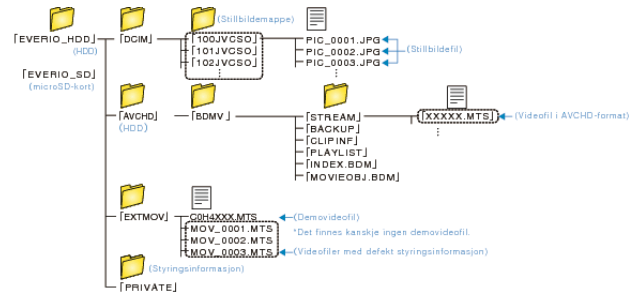 (Stillbildemappe)
[EVERIO_HDD] [DCIM] [100JVCSO] PIC_0001.JPG
(HDD) [101JVCSO] PIC_0002.JPG (Stillbildefil)
[102JVCSO] PIC_0003.JPG
[EVERIO_SD]
(microSD-kort)
[AVCHD] [BDMV] [STREAM] [XXXXX.MTS] (Videofil i AVCHD-format)
(HDD) [BACKUP]
[CLIPINF]
[PLAYLIST]
[INDEX.BDM]
[MOVIEOBJ.BDM]
[EXTMOV] C0H4XXX.MTS (Demovideofil)
MOV_0001.MTS *Det finnes kanskje ingen demovideofil.
MOV_0002.MTS
MOV_0003.MTS (Videofiler med defekt styringsinformasjon)
(Styringsinformasjon)
[PRIVATE]